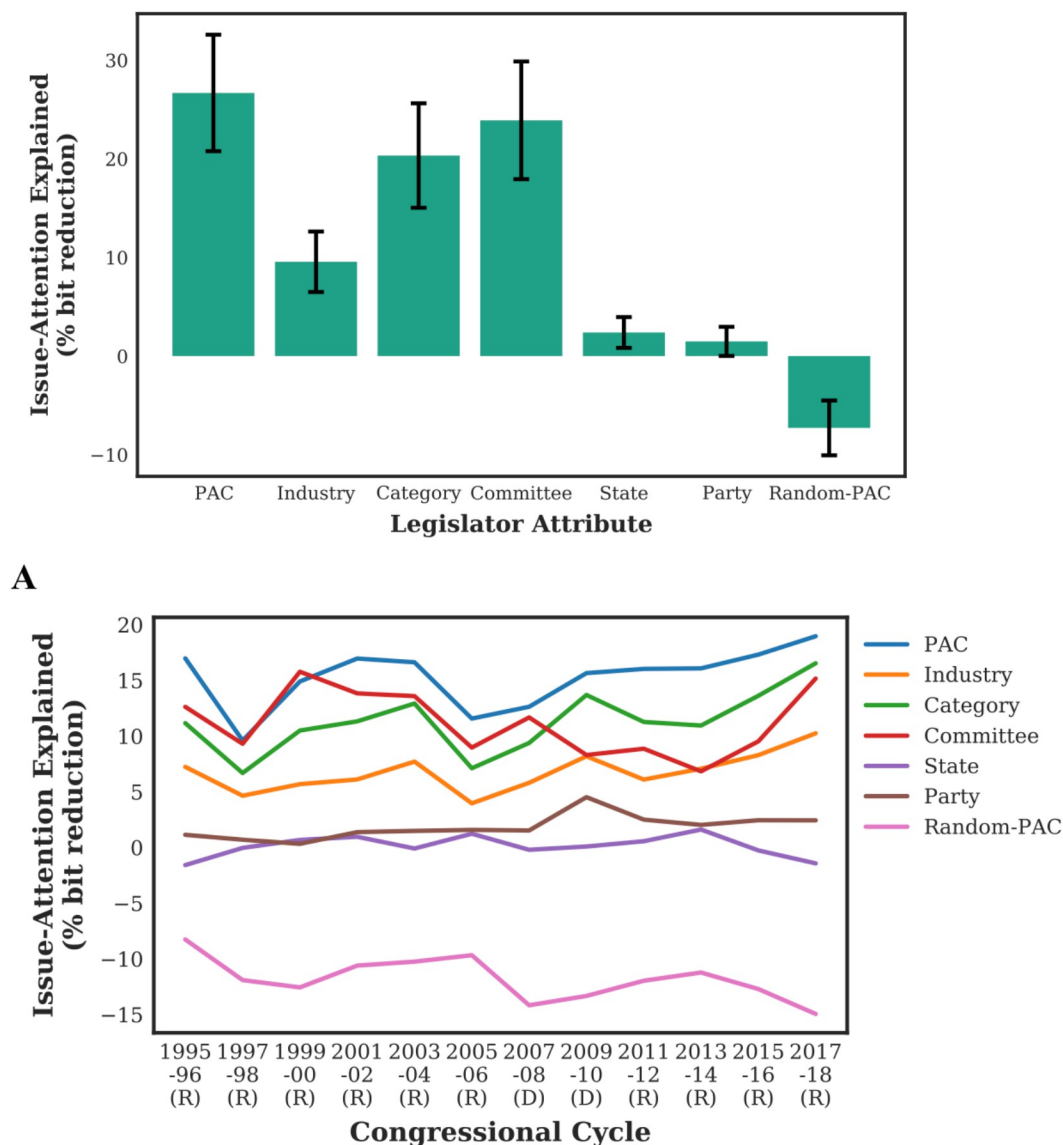 Issue-Attention Explained
(% bit reduction)
30
20
10
0
−10
PAC Industry Category Committee State Party Random-PAC
Legislator Attribute
A
Issue-Attention Explained
(% bit reduction)
20
15
10
5
0
−5
−10
−15
PAC
Industry
Category
Committee
State
Party
Random-PAC
1995 1997 1999 2001 2003 2005 2007 2009 2011 2013 2015 2017
-96 -98 -00 -02 -04 -06 -08 -10 -12 -14 -16 -18
(R) (R) (R) (R) (R) (R) (D) (D) (R) (R) (R) (R)
Congressional Cycle